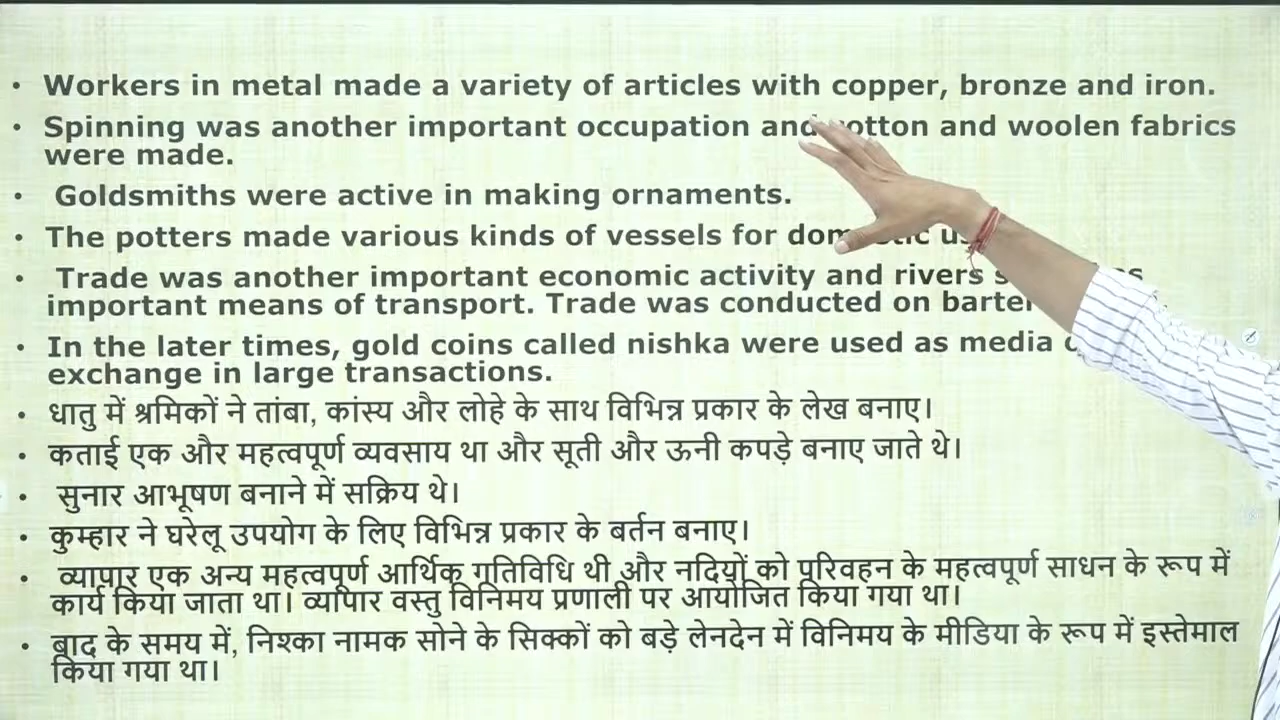 • Workers in metal made a variety of articles with copper, bronze and iron.
• Spinning was another important occupation and cotton and woolen fabrics
were made.
• Goldsmiths were active in making ornaments.
• The potters made various kinds of vessels for
• Trade was another important economic activity and rivers
important means of transport. Trade was conducted on barter
• In the later times, gold coins called nishka were used as media
exchange in large transactions.
• धातु में श्रमिकों ने तांबा, कांस्य और लोहे के साथ विभिन्न प्रकार के लेख बनाए।
• कताई एक और महत्वपूर्ण व्यवसाय था और सूती और ऊनी कपड़े बनाए जाते थे।
• सुनार आभूषण बनाने में सक्रिय थे।
• कुम्हार ने घरेलू उपयोग के लिए विभिन्न प्रकार के बर्तन बनाए।
• व्यापार एक अन्य महत्वपूर्ण आर्थिक गतिविधि थी और नदियों को परिवहन के महत्वपूर्ण साधन के रूप में
कार्य किया जाता था। व्यापार वस्तु विनिमय प्रणाली पर आयोजित किया गया था।
• बाद के समय में, निश्का नामक सोने के सिक्कों को बड़े लेनदेन में विनिमय के मीडिया के रूप में इस्तेमाल
किया गया था।